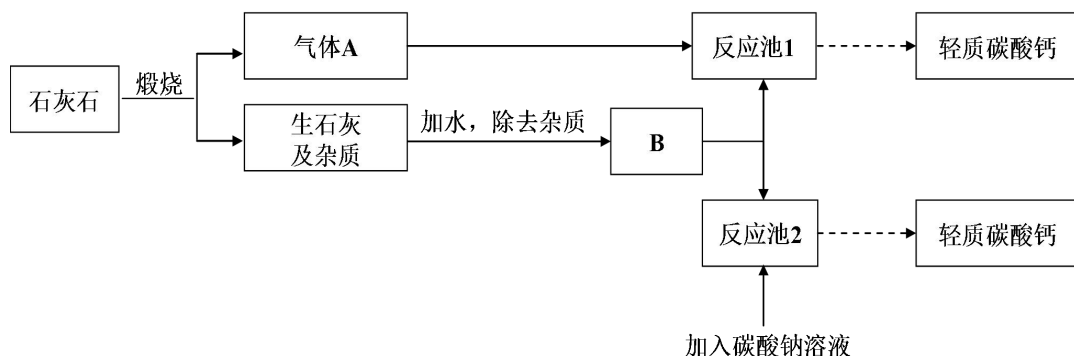 气体A
反应池1
轻质碳酸钙
石灰石
煅烧
生石灰
及杂质
加水，除去杂质
B
反应池2
轻质碳酸钙
加入碳酸钠溶液